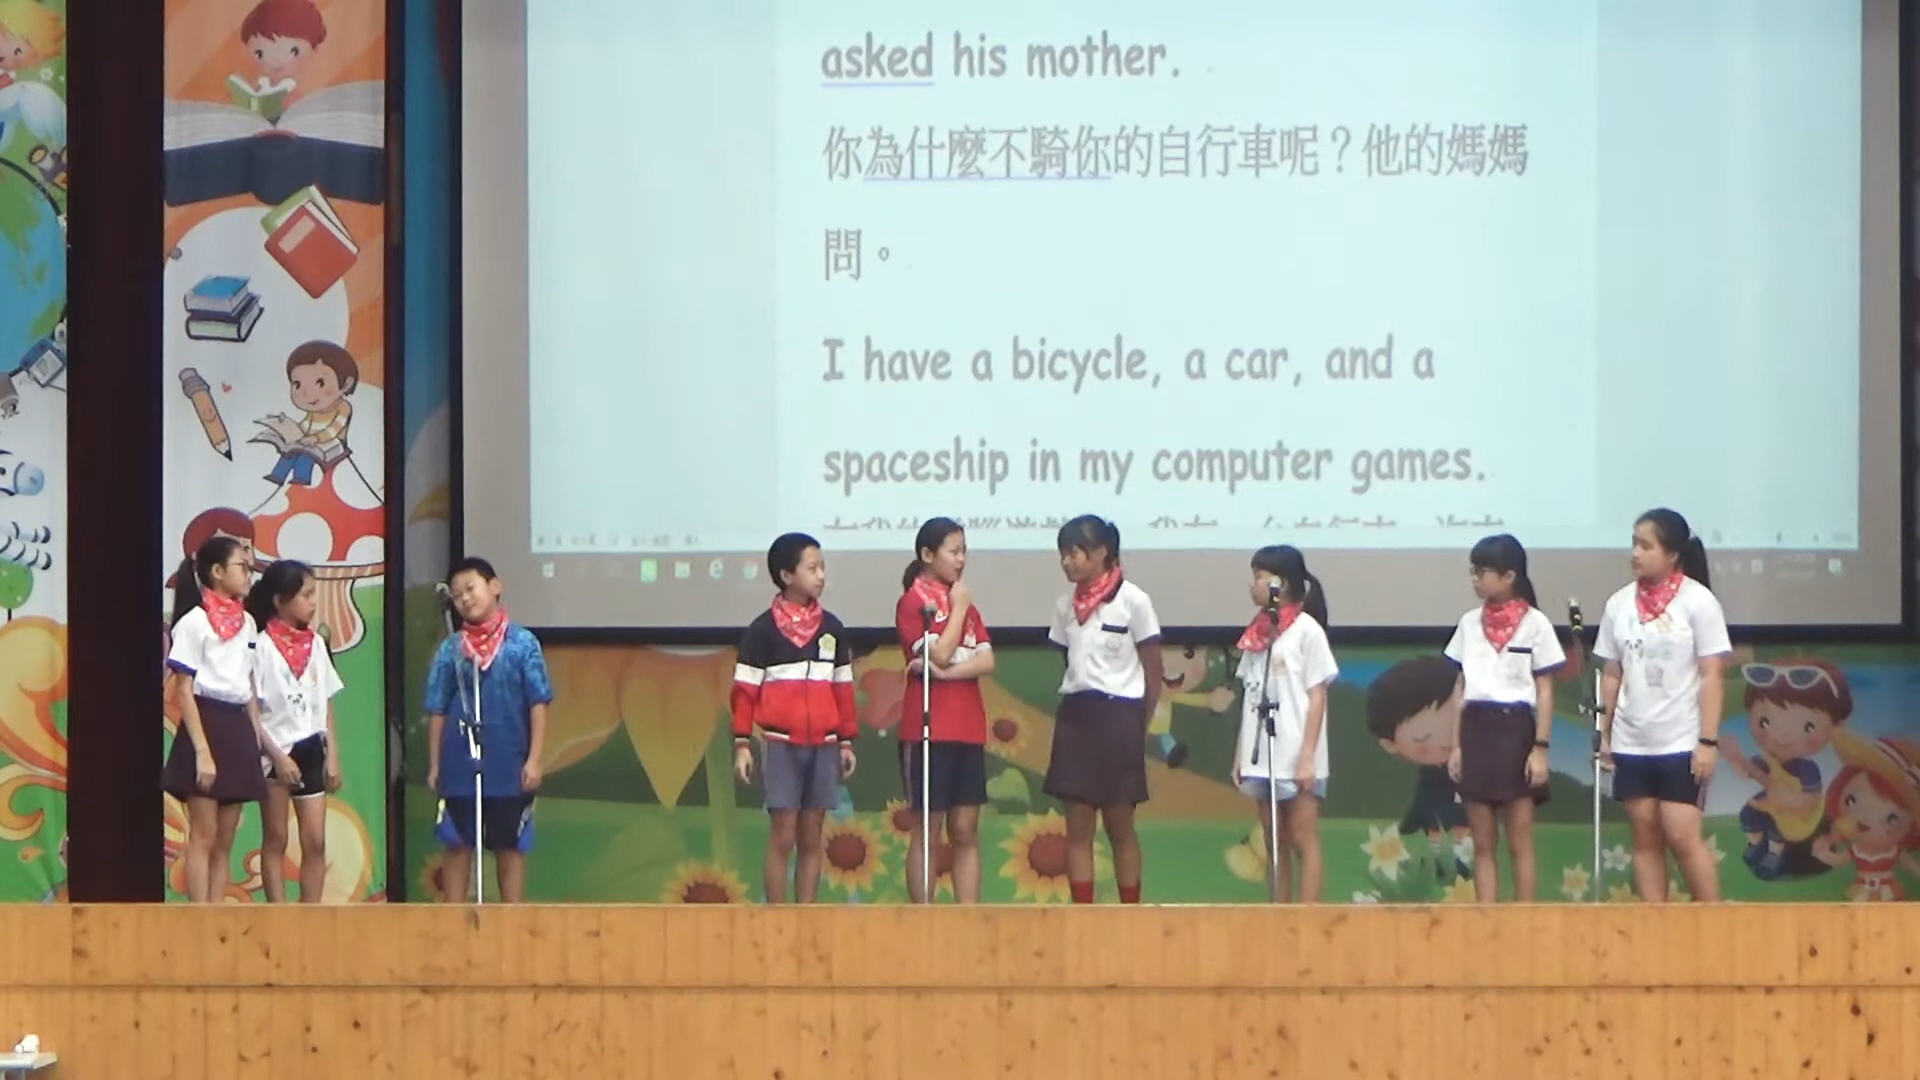 asked his mother.
你為什麼不騎你的自行車呢？他的媽媽
問。
I have a bicycle, a car, and a
spaceship in my computer games.